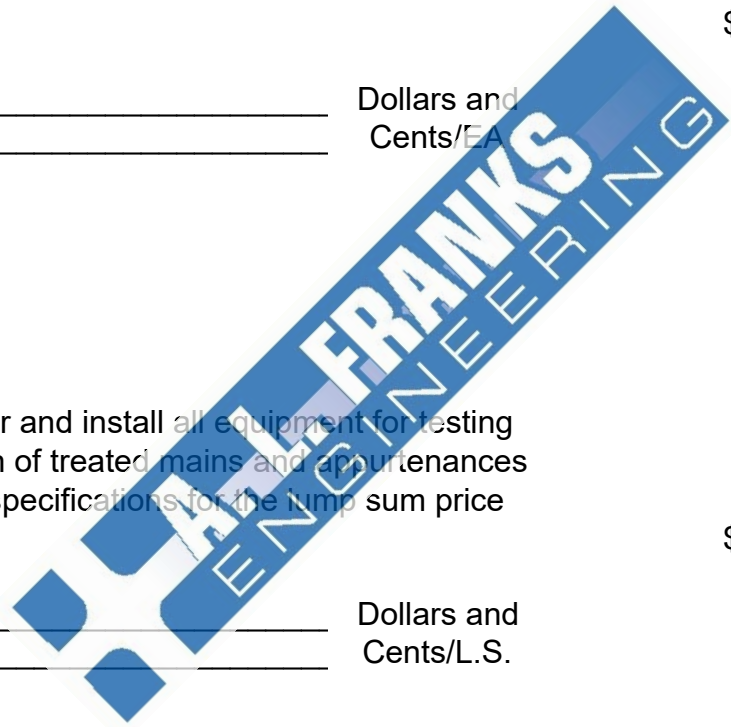 Dollars and
Cents/EA
r and install all equipment for testing
of treated mains and appurtenances
specifications for the lump sum price
Dollars and
Cents/L.S.
A.L. FRANKS
ENGINEERING